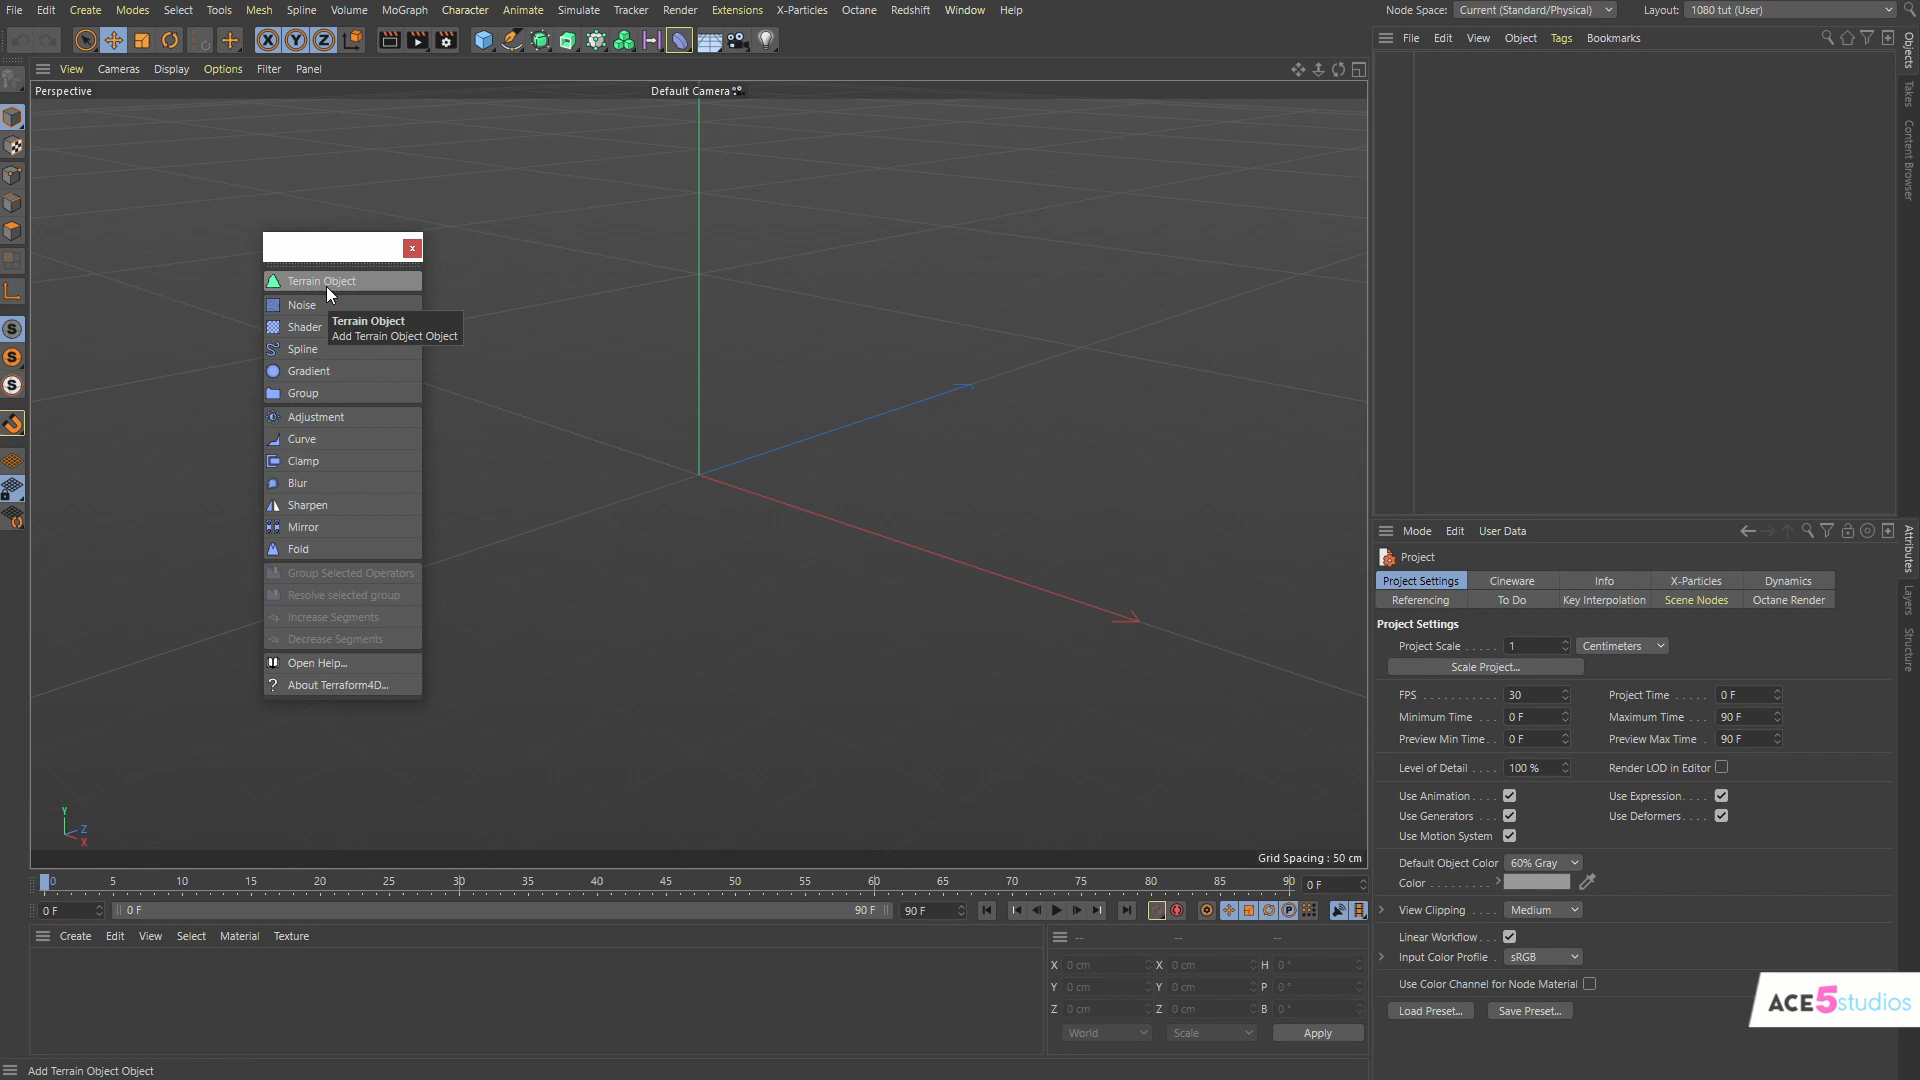 File Edit Create Modes Select Tools Mesh Spline Volume MoGraph Character Animate Simulate Tracker Render Extensions X-Particles Octane Redshift Window Help
Node Space: Current (Standard/Physical) Layout: 1080 tut (User)
File Edit View Object Tags Bookmarks
View Cameras Display Options Filter Panel
Perspective
Default Camera
Objects
Takes
Content Browser
x
Terrain Object
Noise
Shader
Terrain Object
Add Terrain Object Object
Spline
Gradient
Group
Adjustment
Curve
Clamp
Blur
Sharpen
Mirror
Fold
Group Selected Operators
Resolve selected group
Increase Segments
Decrease Segments
Open Help...
? About Terraform4D...
Y
Z
X
Grid Spacing : 50 cm
Mode Edit User Data
Attributes
Layers
Structure
Project
Project Settings Cineware Info X-Particles Dynamics
Referencing To Do Key Interpolation Scene Nodes Octane Render
Project Settings
Project Scale . . . . . 1 Centimeters
Scale Project...
FPS . . . . . . . . . . . 30 Project Time . . . . . 0 F
Minimum Time . . . 0 F Maximum Time . . . 90 F
Preview Min Time . . 0 F Preview Max Time . 90 F
Level of Detail . . . . 100 % Render LOD in Editor
Use Animation . . . . Use Expression . . . .
Use Generators . . . Use Deformers . . . .
Use Motion System
Default Object Color 60% Gray
Color . . . . . . . . . .
View Clipping . . . . Medium
Linear Workflow . . .
Input Color Profile . sRGB
Use Color Channel for Node Material
Load Preset... Save Preset...
0 5 10 15 20 25 30 35 40 45 50 55 60 65 70 75 80 85 90 0 F
0 F 0 F 90 F 90 F
Create Edit View Select Material Texture
-- -- --
X 0 cm X 0 cm H 0 °
Y 0 cm Y 0 cm P 0 °
Z 0 cm Z 0 cm B 0 °
World Scale Apply
ACE5studios
Add Terrain Object Object